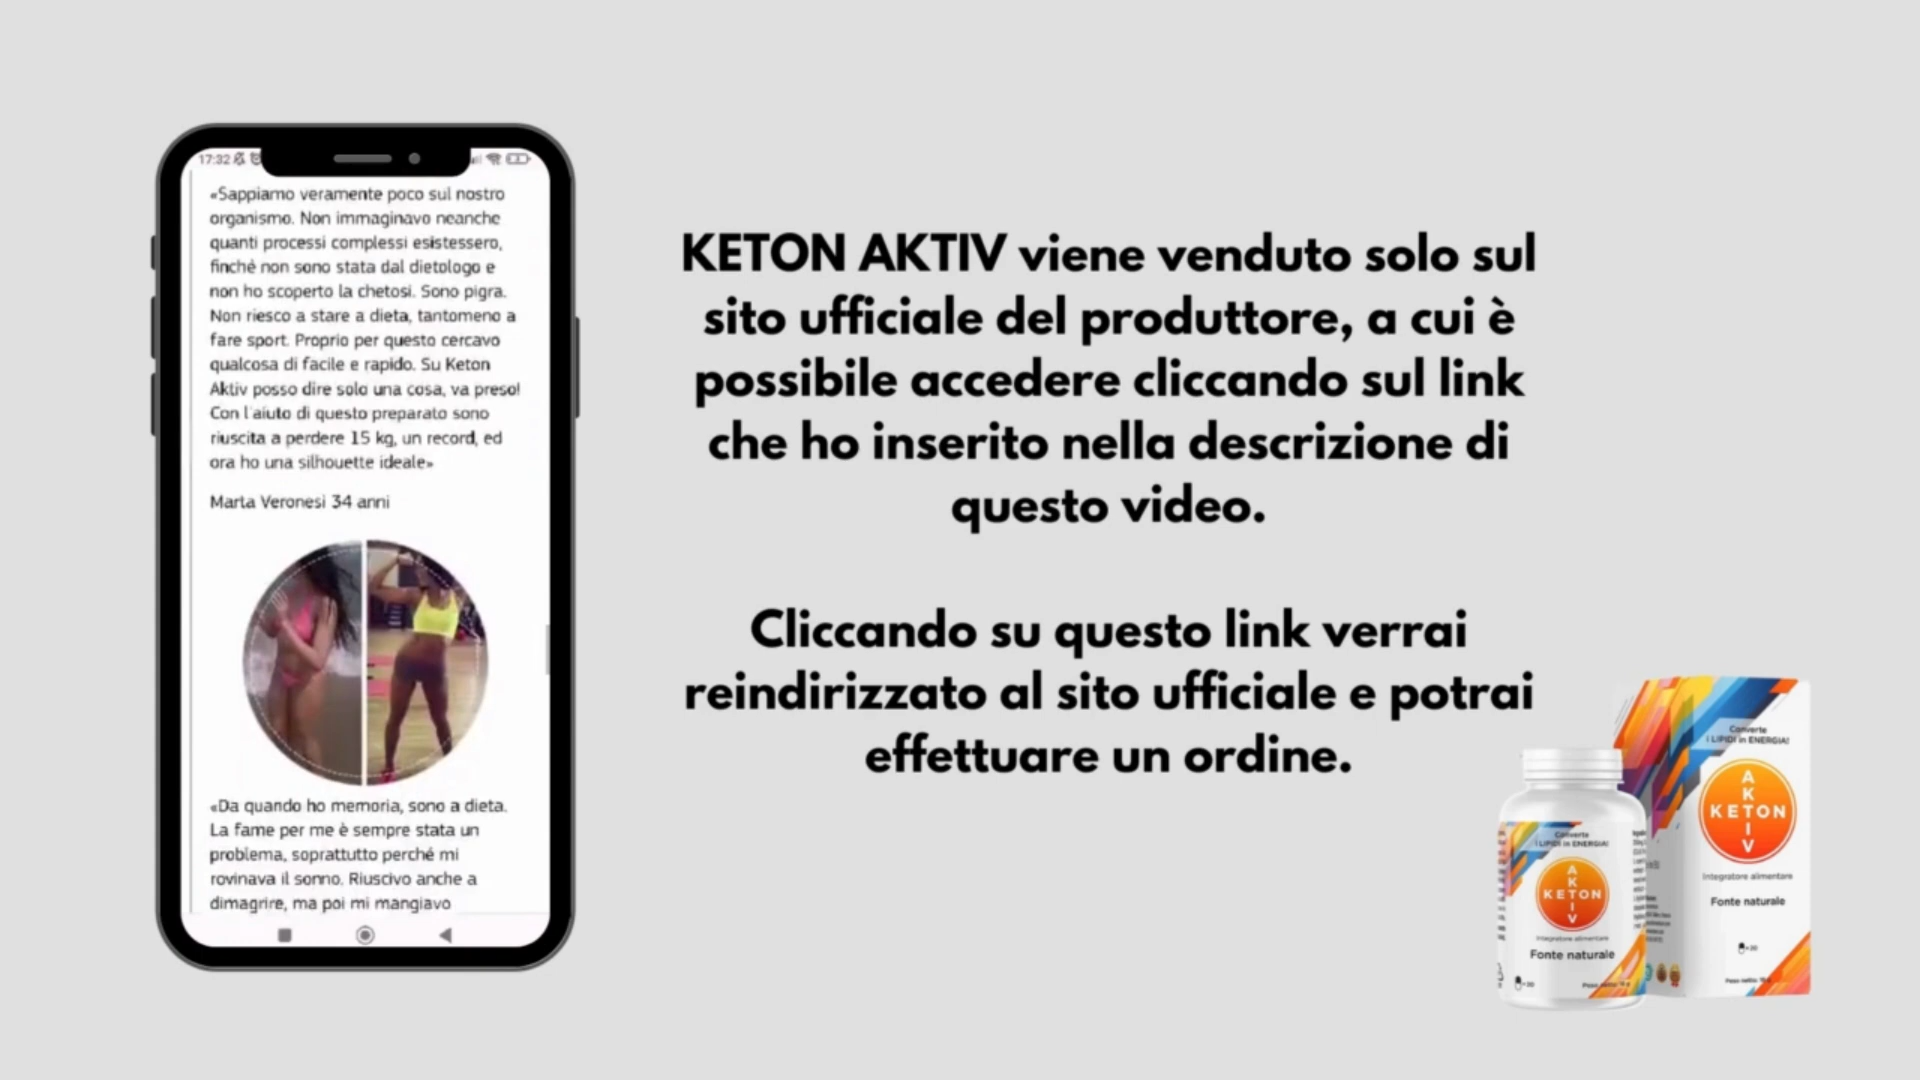 17:32
«Sappiamo veramente poco sul nostro
organismo. Non immaginavo neanche
quanti processi complessi esistessero,
finché non sono stata dal dietologo e
non ho scoperto la chetosi. Sono pigra.
Non riesco a stare a dieta, tantomeno a
fare sport. Proprio per questo cercavo
qualcosa di facile e rapido. Su Keton
Aktiv posso dire solo una cosa, va preso!
Con l'aiuto di questo preparato sono
riuscita a perdere 15 kg, un record, ed
ora ho una silhouette ideale»
Marta Veronesi 34 anni
«Da quando ho memoria, sono a dieta.
La fame per me è sempre stata un
problema, soprattutto perché mi
rovinava il sonno. Riuscivo anche a
dimagrire, ma poi mi mangiavo
KETON AKTIV viene venduto solo sul
sito ufficiale del produttore, a cui è
possibile accedere cliccando sul link
che ho inserito nella descrizione di
questo video.
Cliccando su questo link verrai
reindirizzato al sito ufficiale e potrai
effettuare un ordine.
Converte
I LIPIDI in ENERGIA!
AKTIV
KETON
Integratore alimentare
Fonte naturale
Converte
I LIPIDI in ENERGIA!
AKTIV
KETON
Integratore alimentare
Fonte naturale